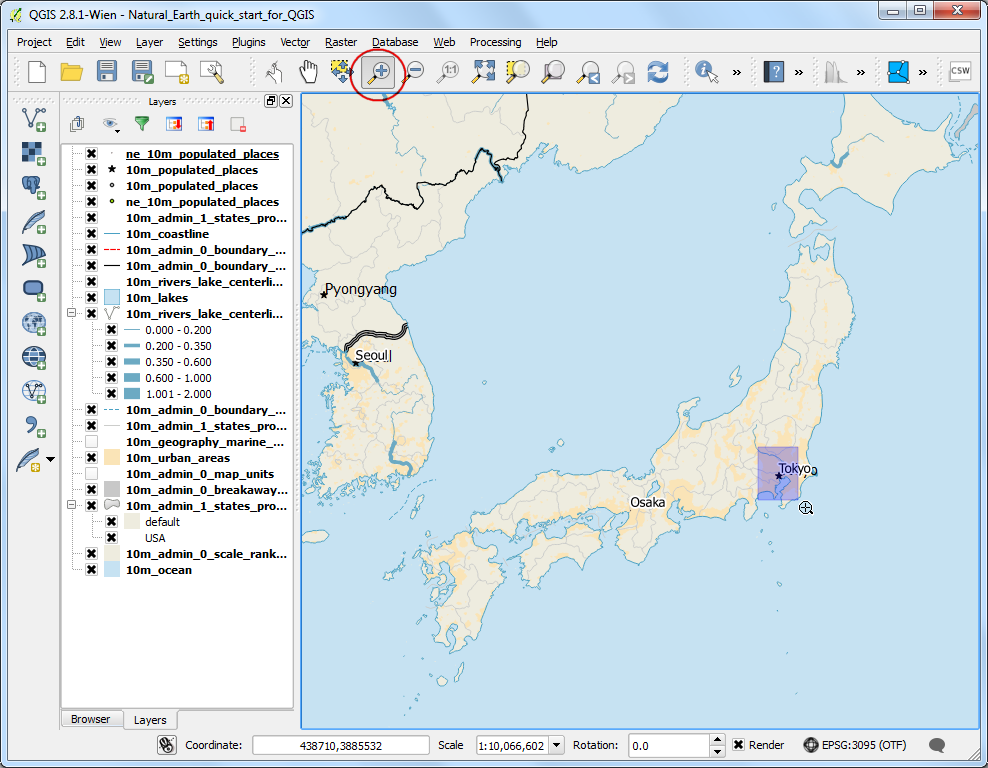 QGIS 2.8.1-Wien - Natural_Earth_quick_start_for_QGIS
Project Edit View Layer Settings Plugins Vector Raster Database Web Processing Help
1:1
?
»
»
»
»
CSW
Layers
ne_10m_populated_places
10m_populated_places
10m_populated_places
ne_10m_populated_places
10m_admin_1_states_pro...
10m_coastline
10m_admin_0_boundary_...
10m_admin_0_boundary_...
10m_rivers_lake_centerli...
10m_lakes
10m_rivers_lake_centerli...
0.000 - 0.200
0.200 - 0.350
0.350 - 0.600
0.600 - 1.000
1.001 - 2.000
10m_admin_0_boundary_...
10m_admin_1_states_pro...
10m_geography_marine_...
10m_urban_areas
10m_admin_0_map_units
10m_admin_0_breakaway...
10m_admin_1_states_pro...
default
USA
10m_admin_0_scale_rank...
10m_ocean
Pyongyang
Seoul
Tokyo
Osaka
Browser Layers
Coordinate: 438710,3885532 Scale 1:10,066,602 Rotation: 0.0 Render EPSG:3095 (OTF)